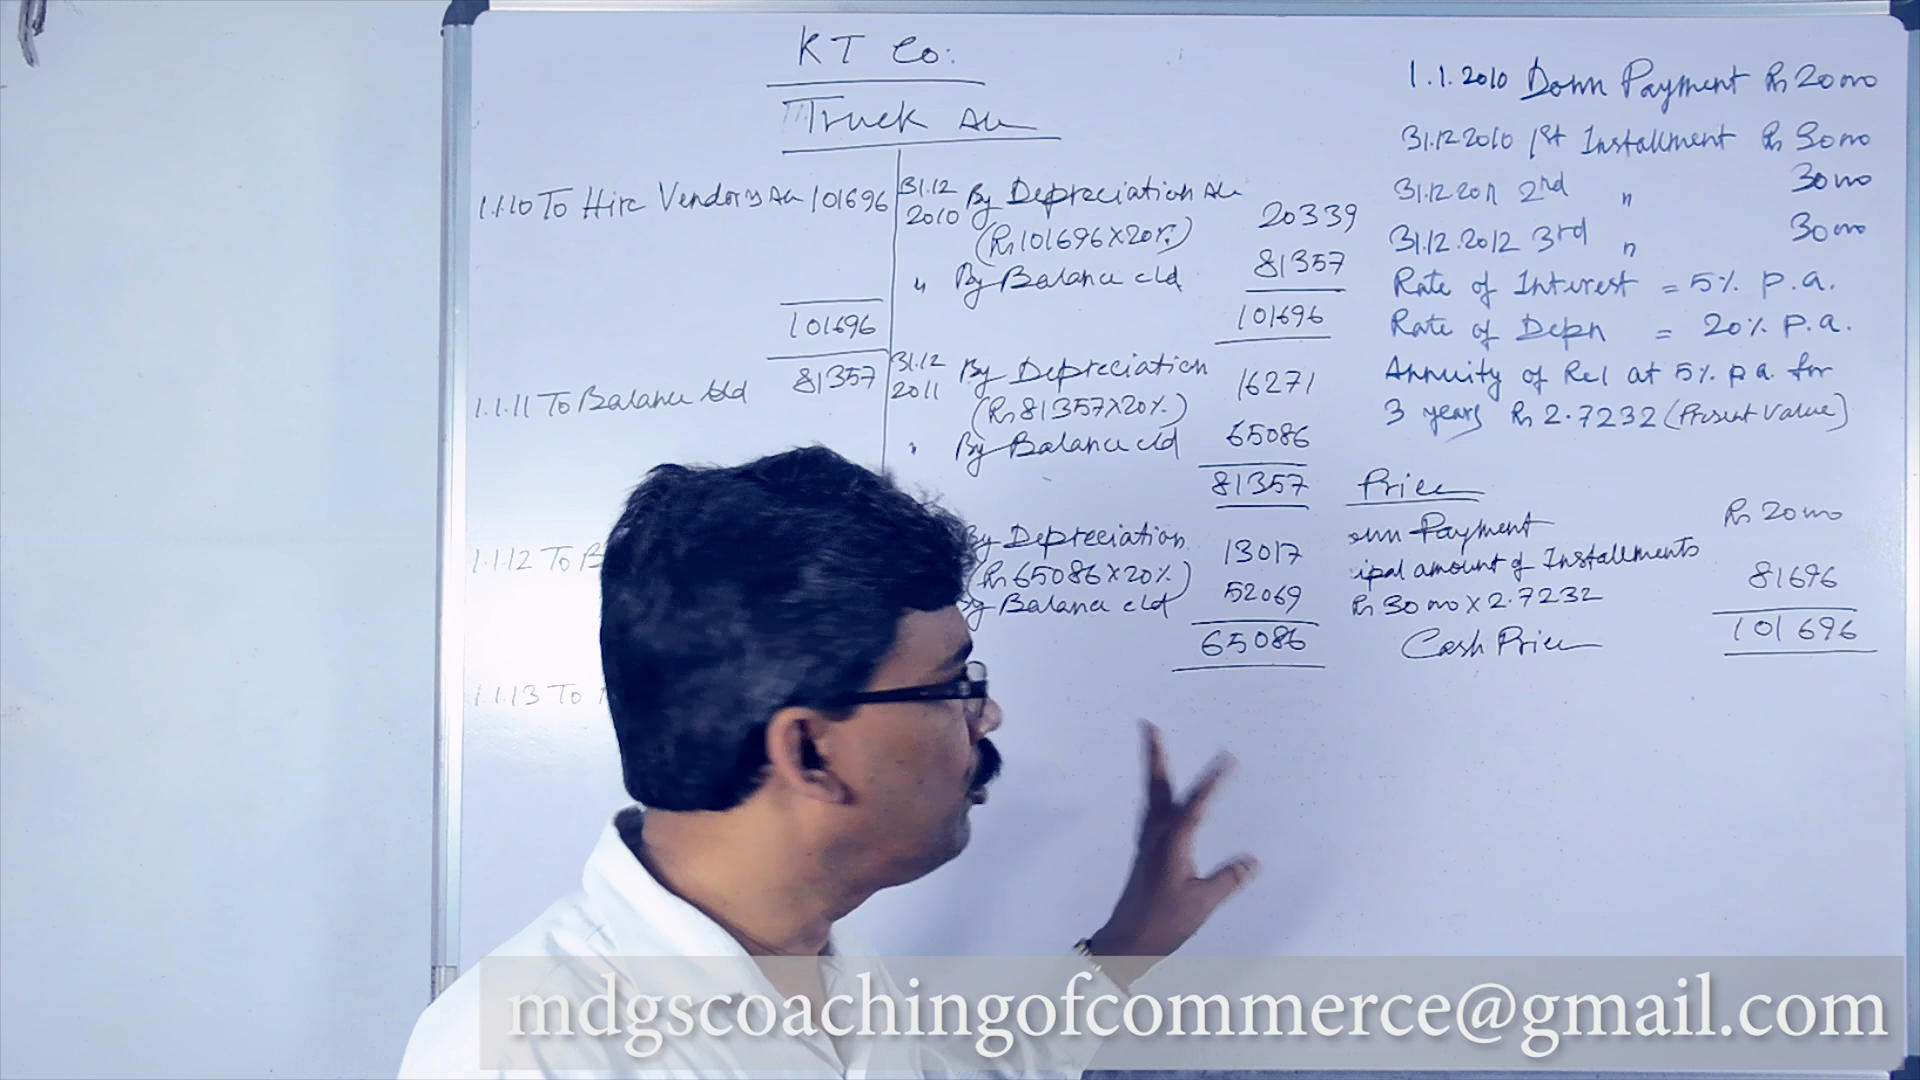 KT Co.
Truck A/c
1.1.10 To Hire Vendor's A/c 101696
101696
1.1.11 To Balance b/d 81357
1.1.12 To B
1.1.13 To
31.12 2010 By Depreciation A/c 20339
(Rs 101696 X 20%)
" By Balance c/d 81357
101696
31.12 2011 By Depreciation 16271
(Rs 81357 X 20%)
" By Balance c/d 65086
81357
By Depreciation 13017
(Rs 65086 X 20%)
By Balance c/d 52069
65086
1.1.2010 Down Payment Rs 20000
31.12.2010 1st Installment Rs 30000
31.12.2011 2nd " 30000
31.12.2012 3rd " 30000
Rate of Interest = 5% p.a.
Rate of Depn = 20% p.a.
Annuity of Re1 at 5% p.a. for
3 years Rs 2.7232 (Present Value)
Price
own Payment Rs 20000
ipal amount of Installments
Rs 30000 X 2.7232 81696
Cash Price 101696
mdgscoachingofcommerce@gmail.com